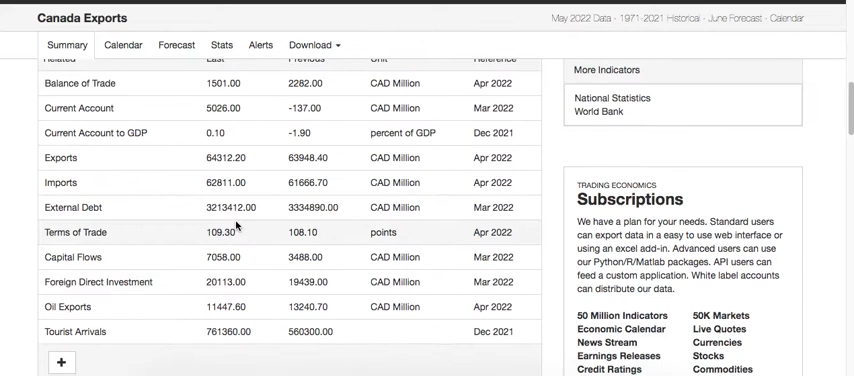 Canada Exports
May 2022 Data - 1971-2021 Historical - June Forecast - Calendar
Summary Calendar Forecast Stats Alerts Download
Related Last Previous Unit Reference
Balance of Trade 1501.00 2282.00 CAD Million Apr 2022
Current Account 5026.00 -137.00 CAD Million Mar 2022
Current Account to GDP 0.10 -1.90 percent of GDP Dec 2021
Exports 64312.20 63948.40 CAD Million Apr 2022
Imports 62811.00 61666.70 CAD Million Apr 2022
External Debt 3213412.00 3334890.00 CAD Million Mar 2022
Terms of Trade 109.30 108.10 points Apr 2022
Capital Flows 7058.00 3488.00 CAD Million Mar 2022
Foreign Direct Investment 20113.00 19439.00 CAD Million Mar 2022
Oil Exports 11447.60 13240.70 CAD Million Apr 2022
Tourist Arrivals 761360.00 560300.00 Dec 2021
+
More Indicators
National Statistics
World Bank
TRADING ECONOMICS
Subscriptions
We have a plan for your needs. Standard users
can export data in a easy to use web interface or
using an excel add-in. Advanced users can use
our Python/R/Matlab packages. API users can
feed a custom application. White label accounts
can distribute our data.
50 Million Indicators 50K Markets
Economic Calendar Live Quotes
News Stream Currencies
Earnings Releases Stocks
Credit Ratings Commodities